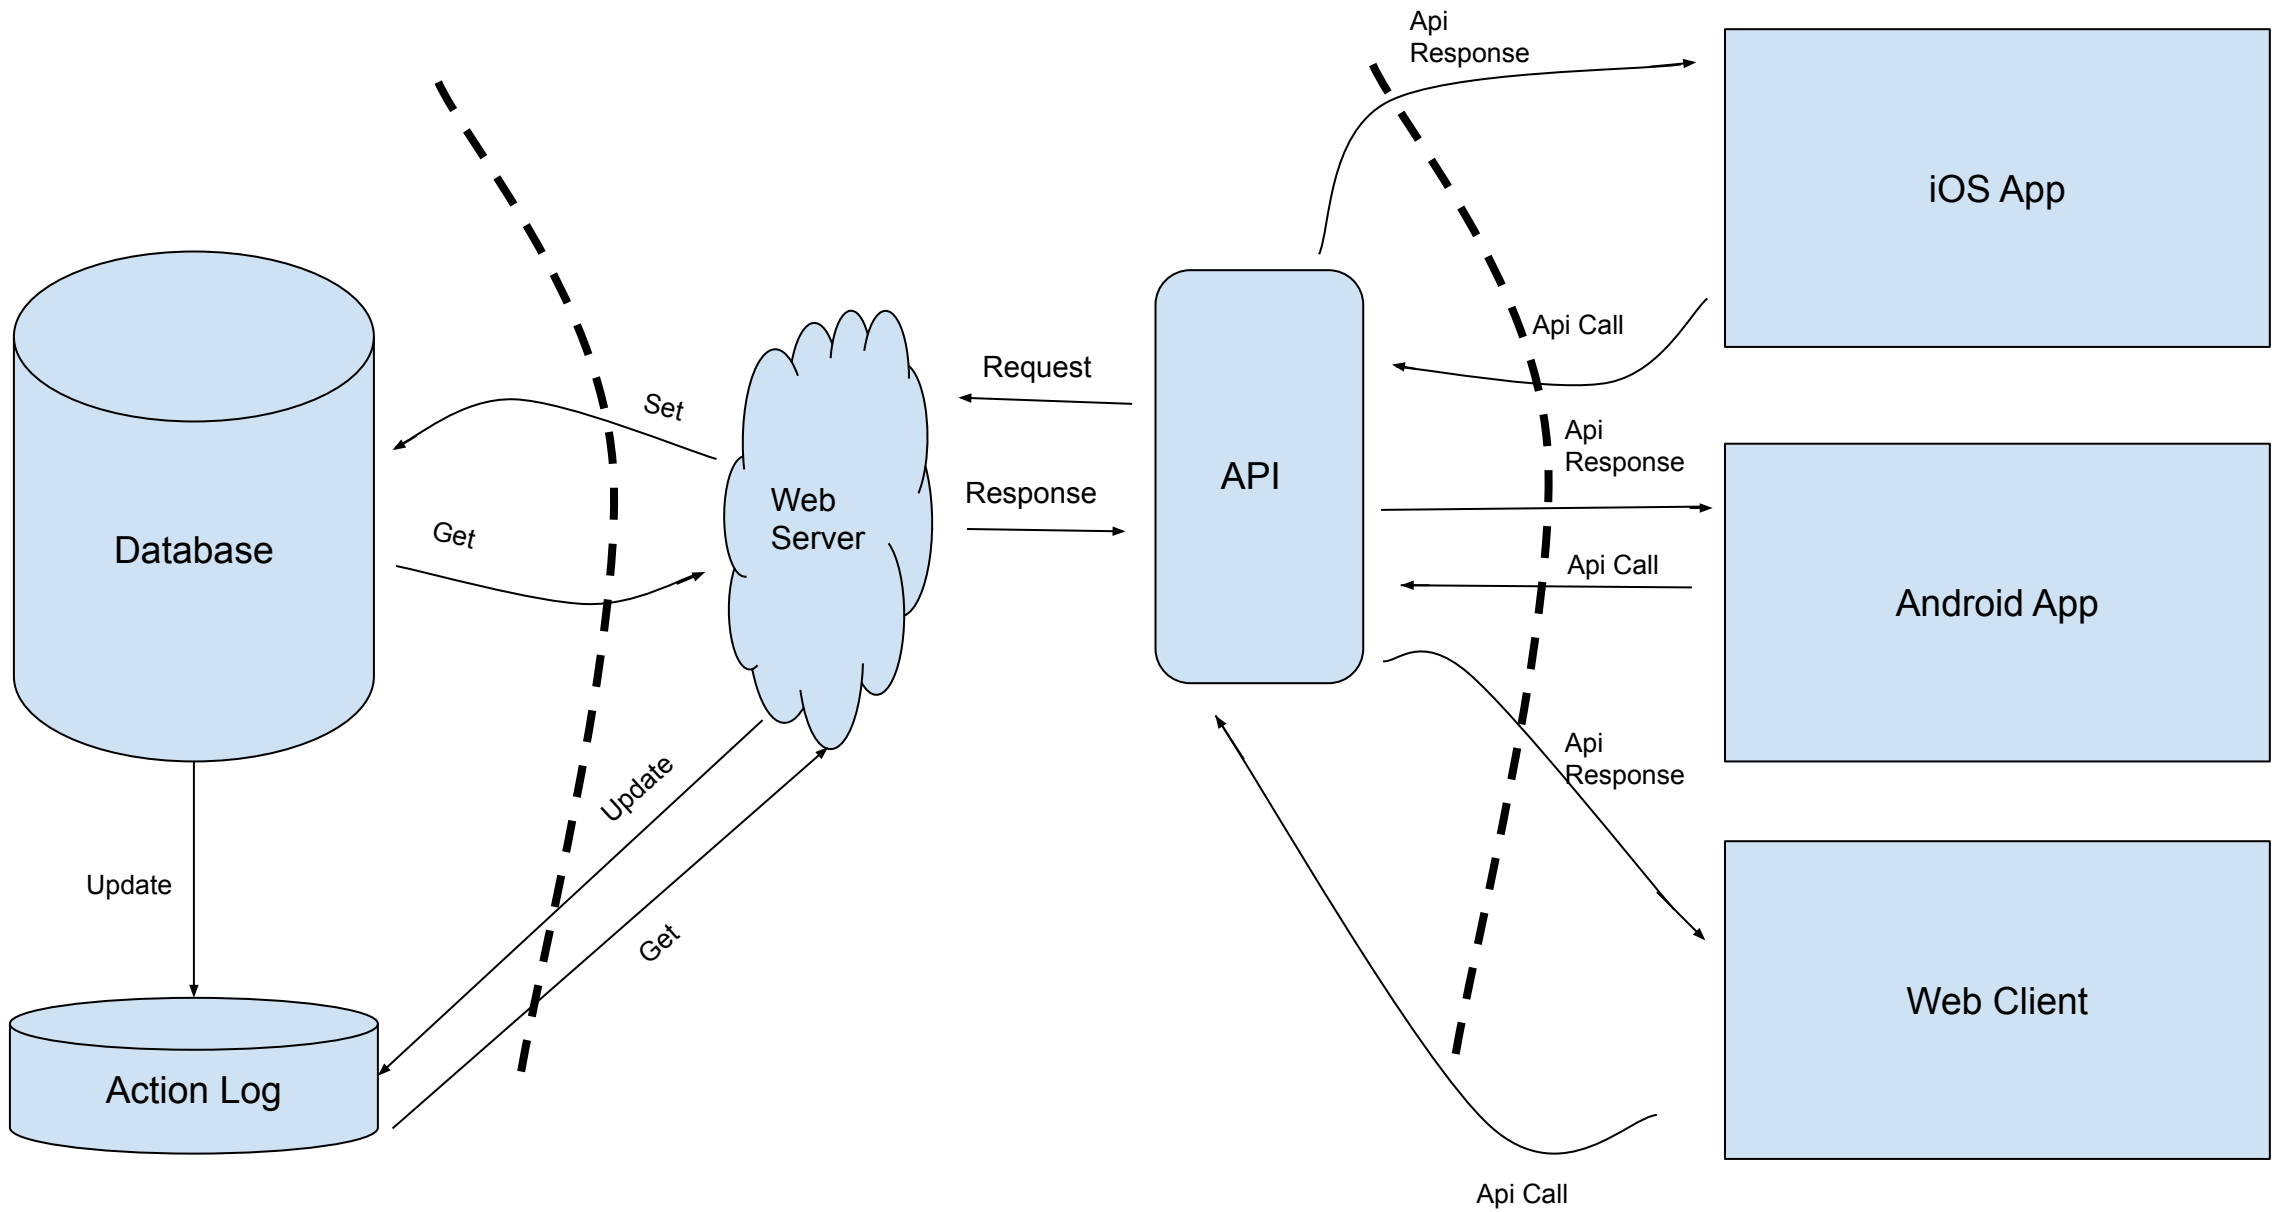 Api
Response
iOS App
Api Call
Request
Set
Api
Response
API
Response
Web
Server
Get
Database
Api Call
Android App
Api
Response
Update
Update
Get
Web Client
Action Log
Api Call